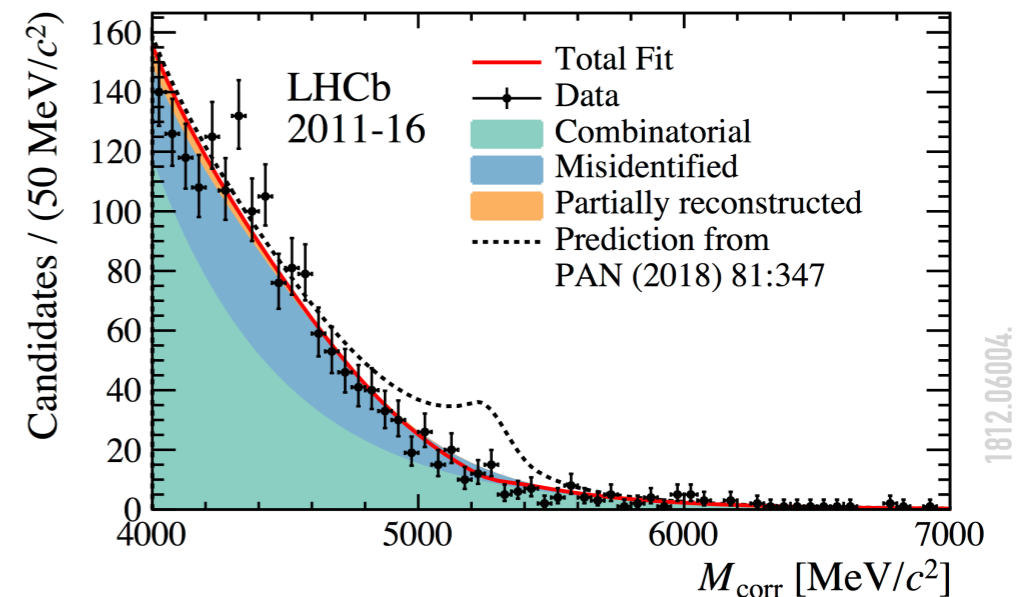 160
140
120
100
80
60
40
20
0
Candidates / (50 MeV/c²)
LHCb
2011-16
Total Fit
Data
Combinatorial
Misidentified
Partially reconstructed
Prediction from
PAN (2018) 81:347
4000
5000
6000
7000
M_corr [MeV/c²]
1812.06004.